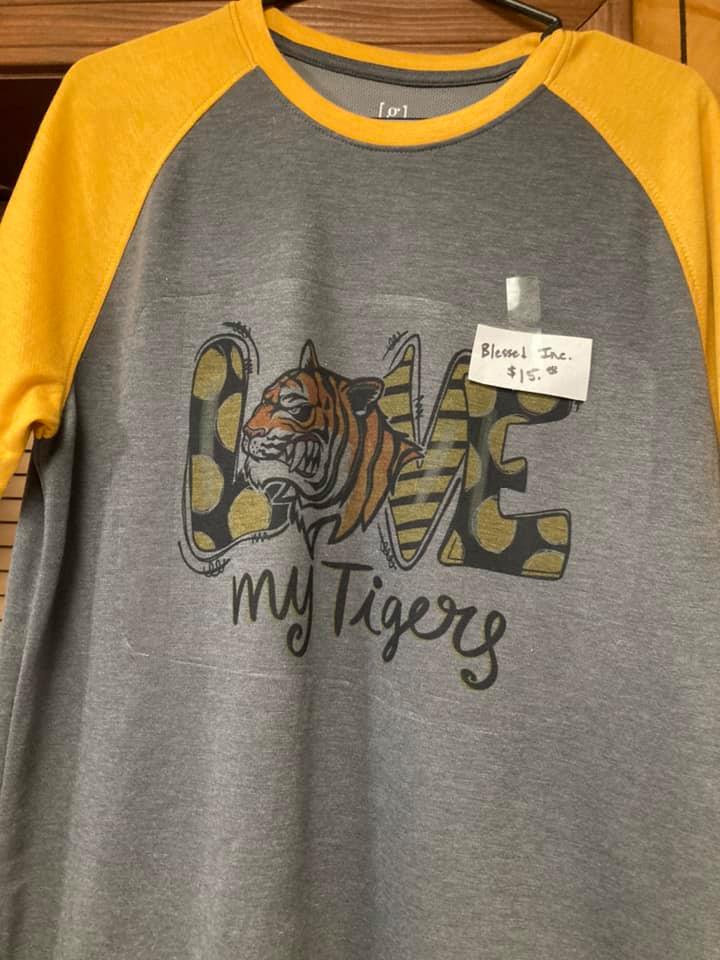 [g]
Blessed Inc.
$15.00
LOVE
my Tigers